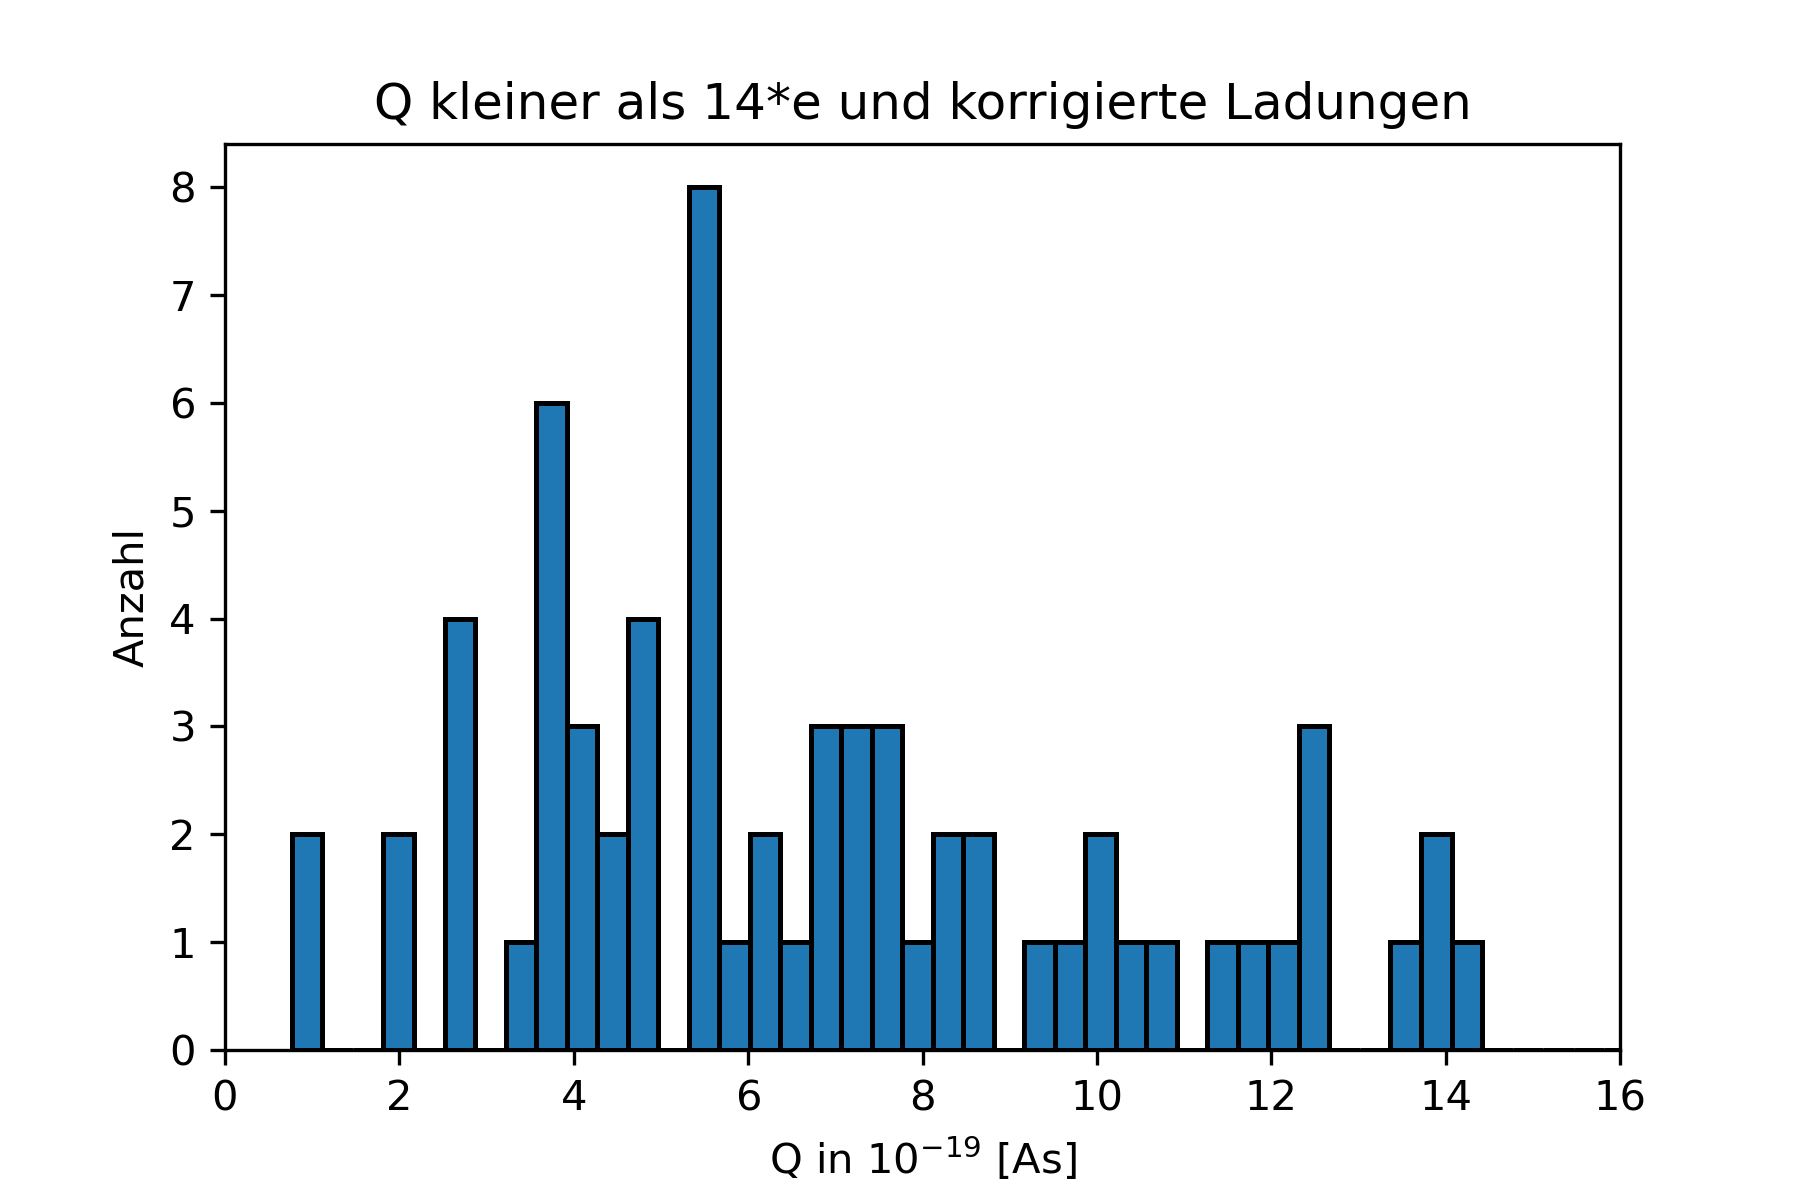 Q kleiner als 14*e und korrigierte Ladungen
8
7
6
5
4
3
2
1
0
Anzahl
0 2 4 6 8 10 12 14 16
Q in 10⁻¹⁹ [As]